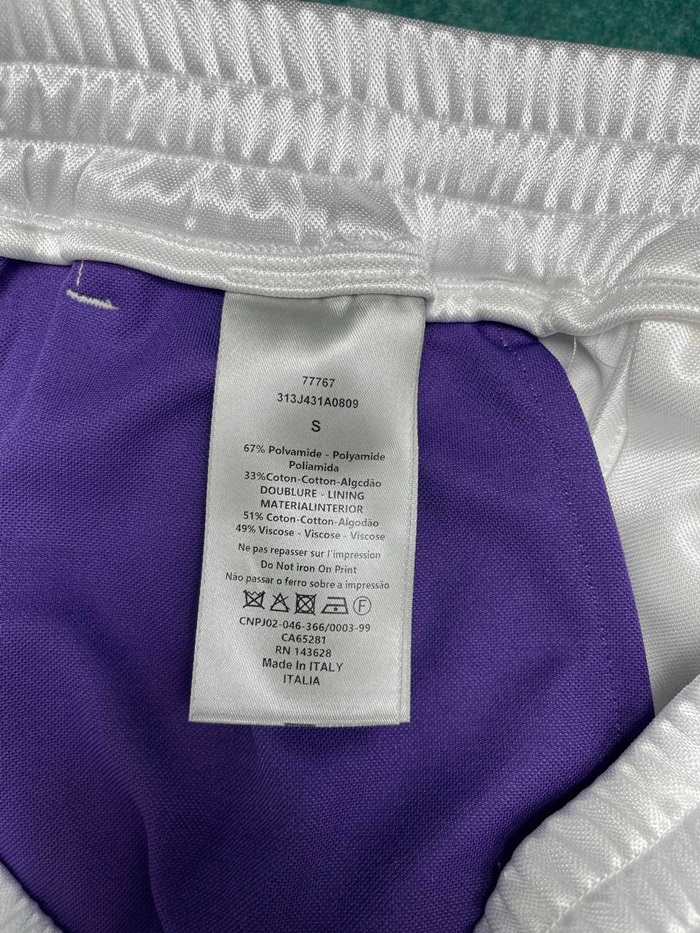 77767
313J431A0809
S
67% Polvamide - Polyamide
Poliamida
33%Coton-Cotton-Algcdão
DOUBLURE - LINING
MATERIALINTERIOR
51% Coton-Cotton-Algodão
49% Viscose - Viscose - Viscose
Ne pas repasser sur l'impression
Do Not iron On Print
Não passar o ferro sobre a impressão
F
CNPJ02-046-366/0003-99
CA65281
RN 143628
Made In ITALY
ITALIA